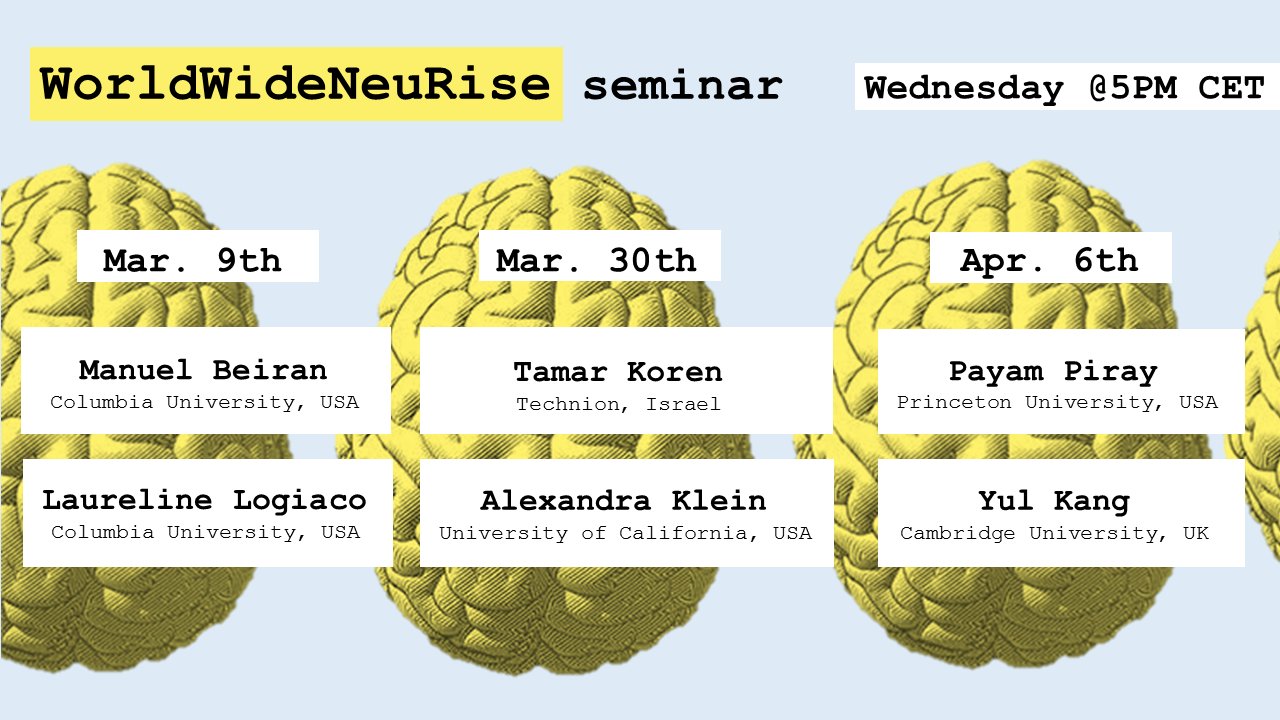 WorldWideNeuRise seminar
Wednesday @5PM CET
Mar. 9th
Manuel Beiran
Columbia University, USA
Laureline Logiaco
Columbia University, USA
Mar. 30th
Tamar Koren
Technion, Israel
Alexandra Klein
University of California, USA
Apr. 6th
Payam Piray
Princeton University, USA
Yul Kang
Cambridge University, UK